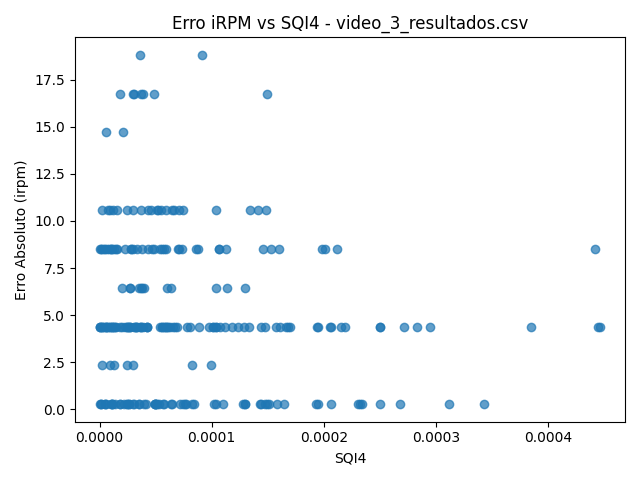 Erro iRPM vs SQI4 - video_3_resultados.csv
Erro Absoluto (irpm)
17.5
15.0
12.5
10.0
7.5
5.0
2.5
0.0
0.0000 0.0001 0.0002 0.0003 0.0004
SQI4